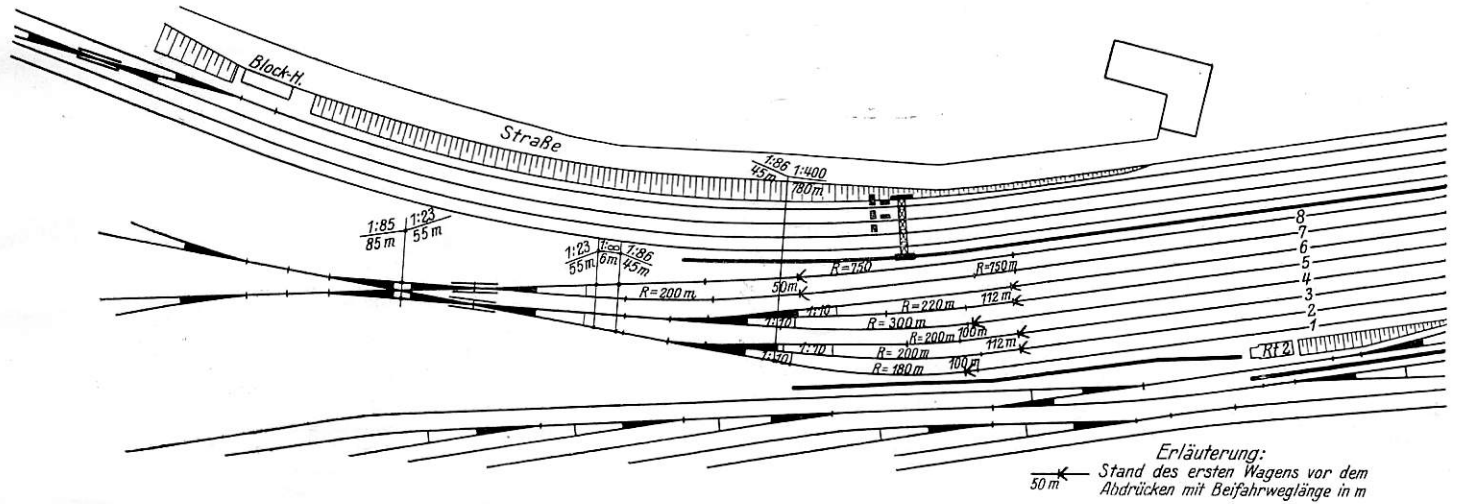 Block-H.
Straße
1:86 1:400
45m 780m
1:85 1:23
85m 55m
1:23 1:∞ 1:86
55m 6m 45m
8
7
6
5
4
3
2
1
R=750
R=750m
50m
R=200m
1:10
R=220m
112m
1:10
R=300m
100m
R=200m
1:10
R=200m
112m
1:10
R=180m
100m
Rt 2
Erläuterung:
50m Stand des ersten Wagens vor dem
Abdrücken mit Beifahrweglänge in m